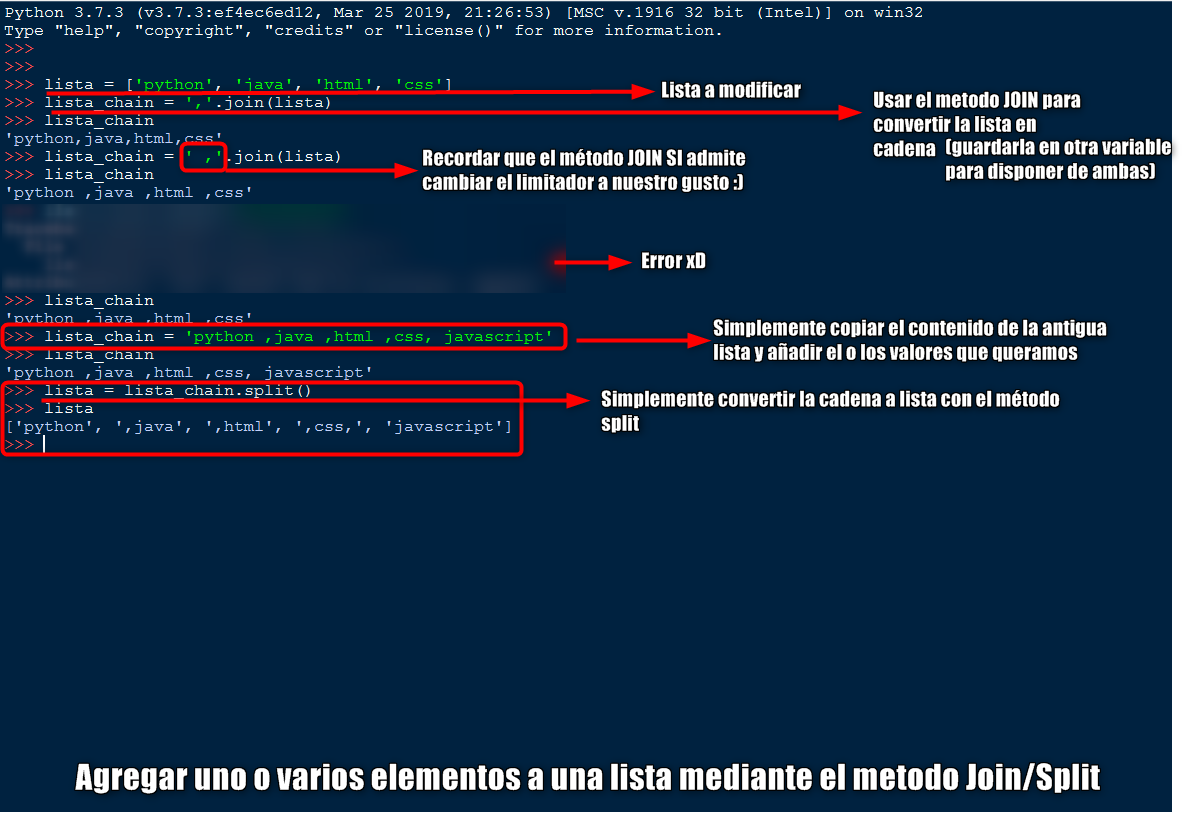 Python 3.7.3 (v3.7.3:ef4ec6ed12, Mar 25 2019, 21:26:53) [MSC v.1916 32 bit (Intel)] on win32
Type "help", "copyright", "credits" or "license()" for more information.
>>>
>>>
>>> lista = ['python', 'java', 'html', 'css']
Lista a modificar
>>> lista_chain = ','.join(lista)
Usar el metodo JOIN para
convertir la lista en
cadena (guardarla en otra variable
para disponer de ambas)
>>> lista_chain
'python,java,html,css'
>>> lista_chain = ' ,'.join(lista)
Recordar que el método JOIN SI admite
cambiar el limitador a nuestro gusto :)
>>> lista_chain
'python ,java ,html ,css'
Error xD
>>> lista_chain
'python ,java ,html ,css'
>>> lista_chain = 'python ,java ,html ,css, javascript'
Simplemente copiar el contenido de la antigua
lista y añadir el o los valores que queramos
>>> lista_chain
'python ,java ,html ,css, javascript'
>>> lista = lista_chain.split()
Simplemente convertir la cadena a lista con el método
split
>>> lista
['python', ',java', ',html', ',css,', 'javascript']
>>>
Agregar uno o varios elementos a una lista mediante el metodo Join/Split